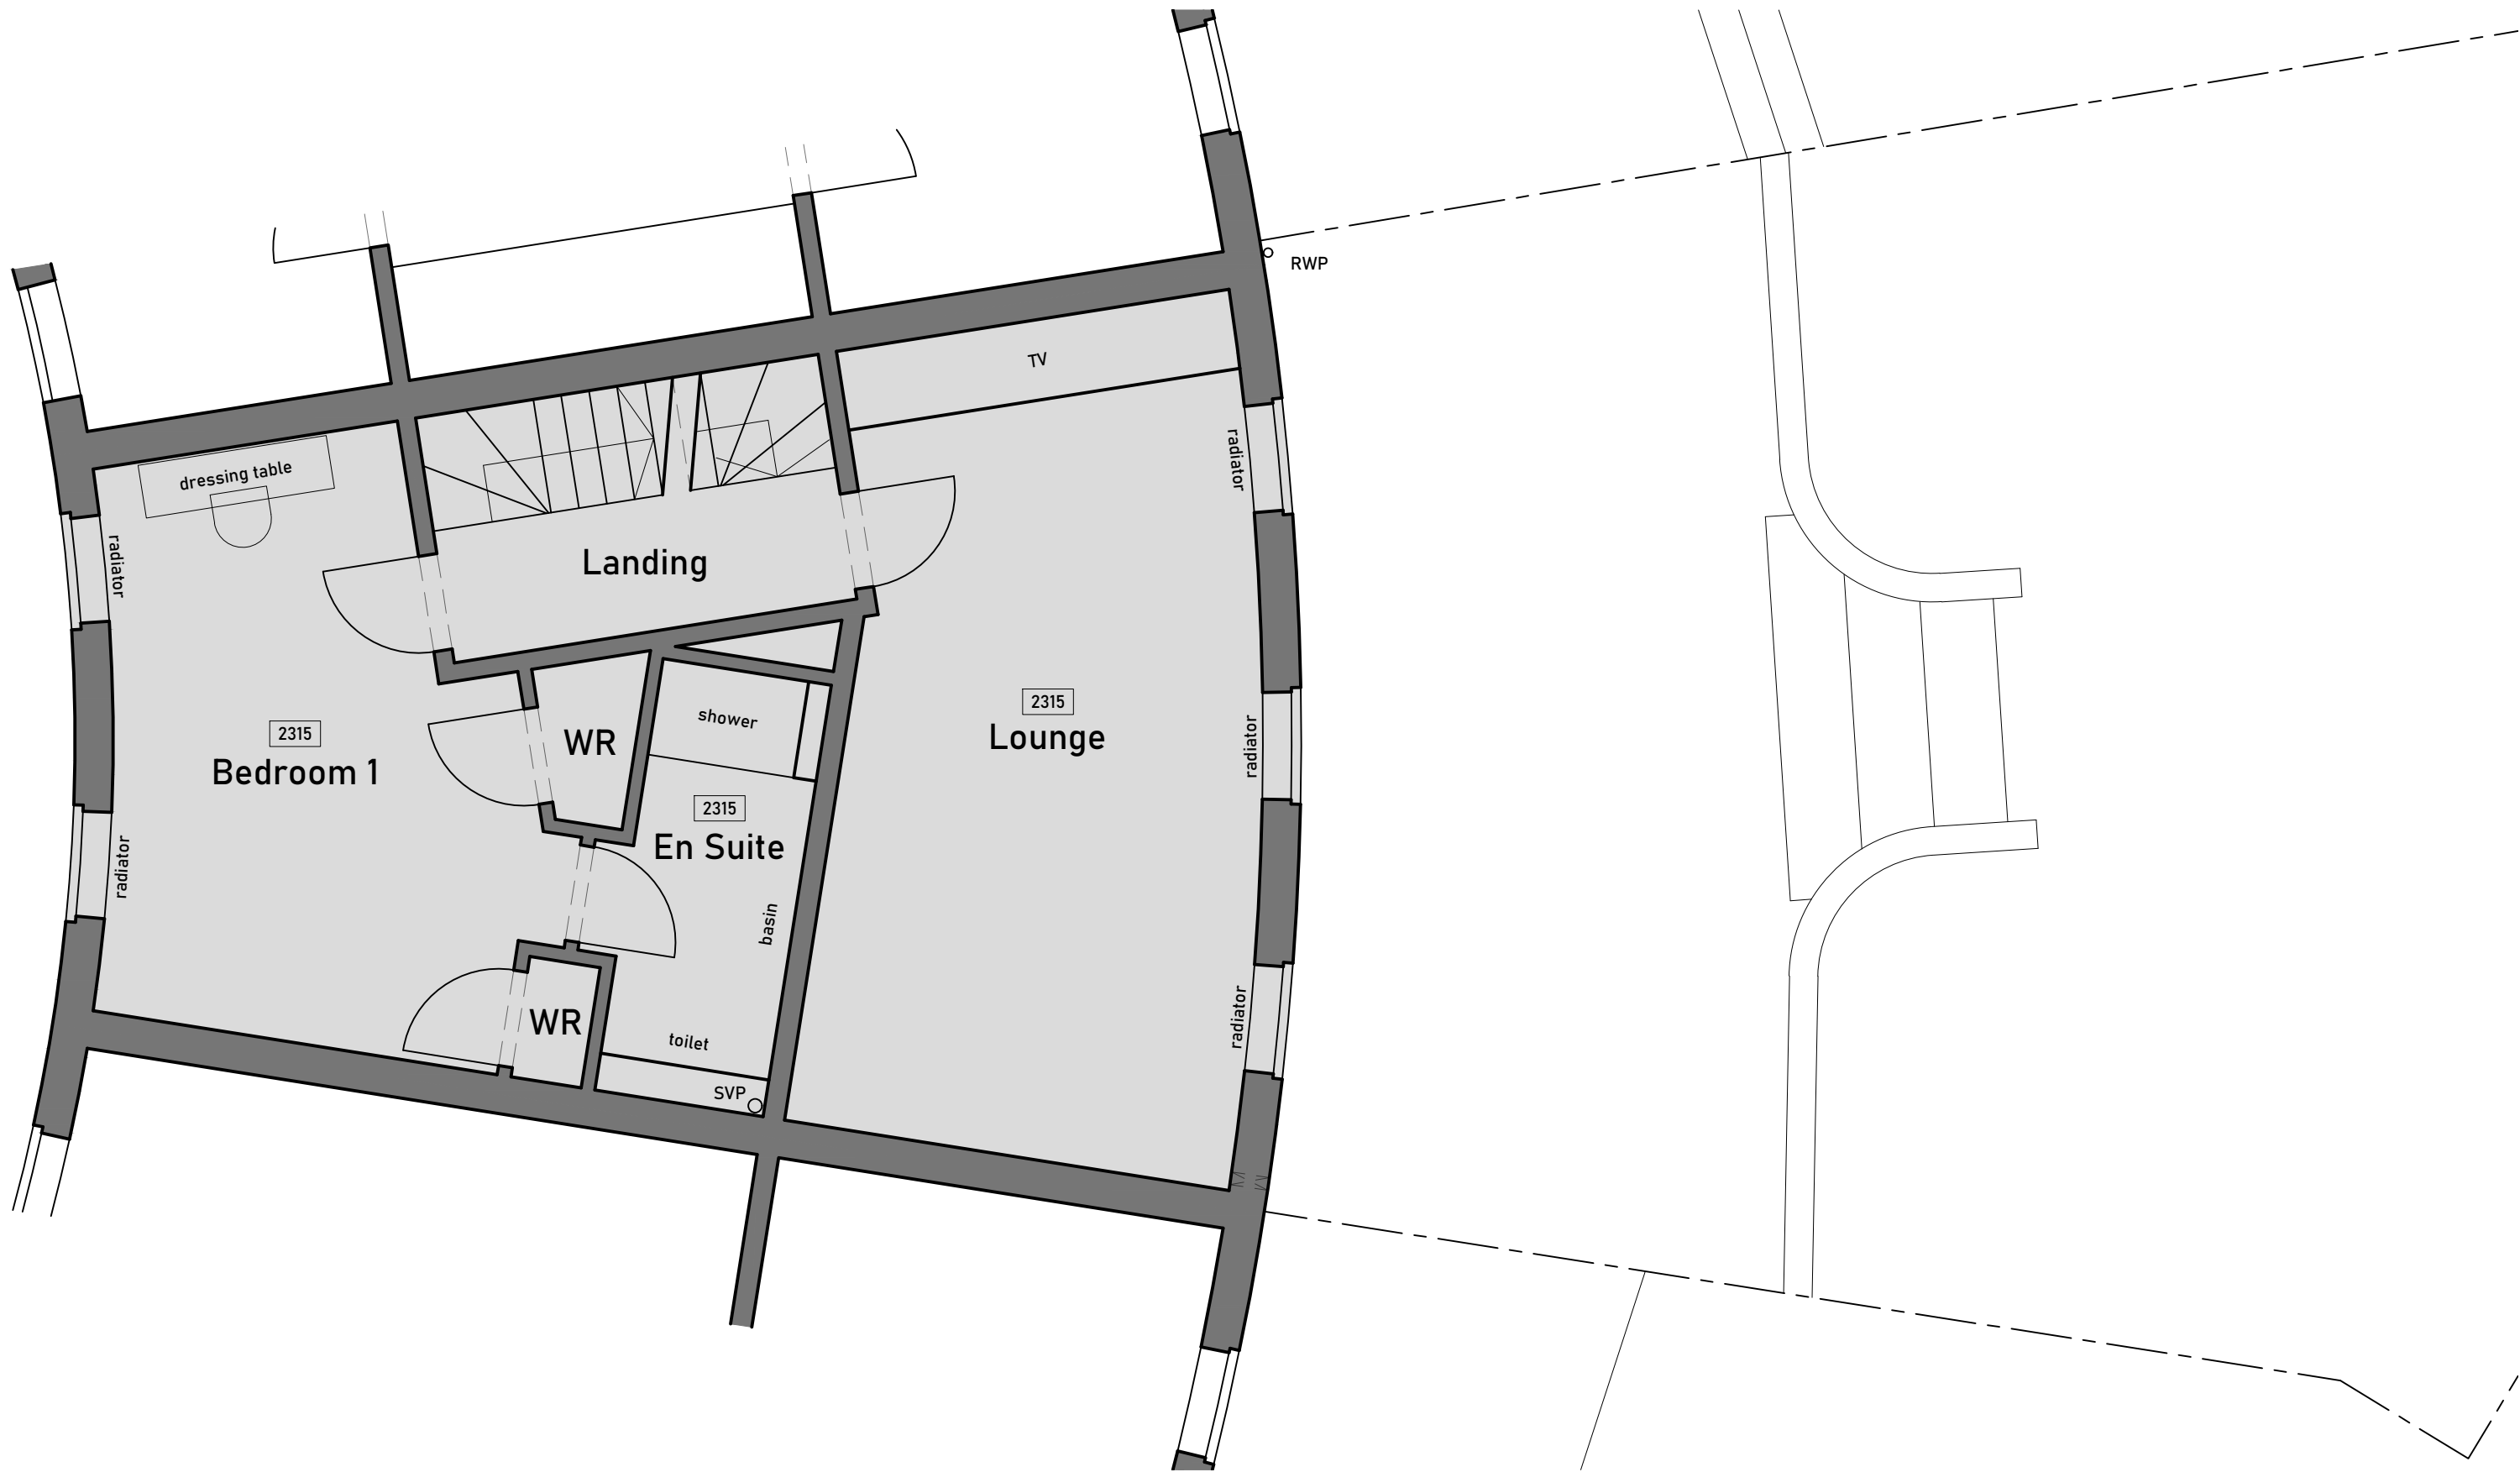 RWP
TV
dressing table
radiator
radiator
Landing
2315
Lounge
2315
Bedroom 1
WR
shower
radiator
2315
En Suite
radiator
basin
WR
toilet
radiator
SVP